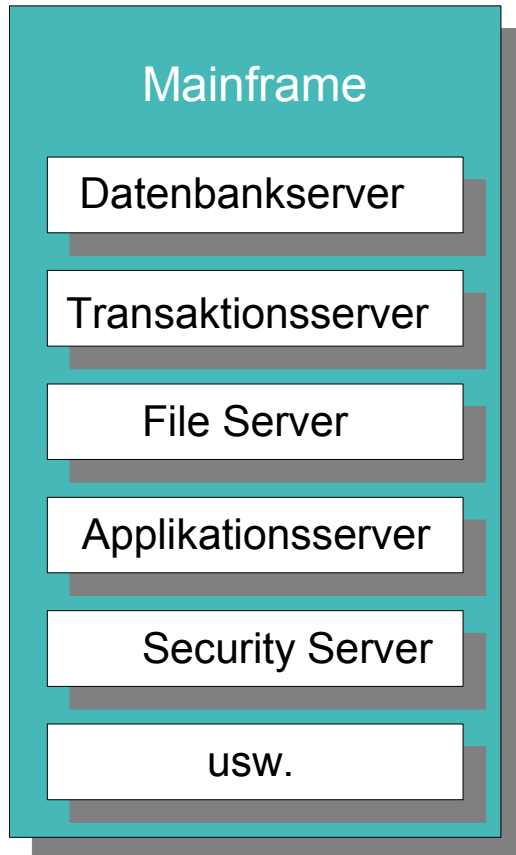 Mainframe
Datenbankserver
Transaktionsserver
File Server
Applikationsserver
Security Server
usw.